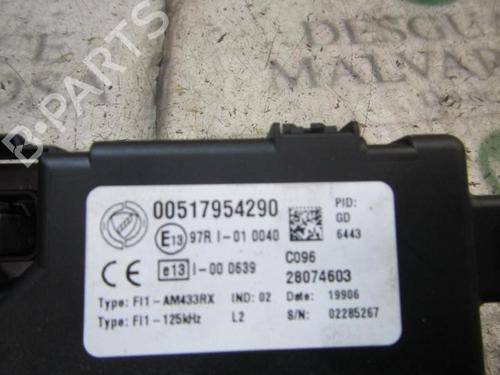 B-PARTS
DESGU
MALVAR
00517954290
PID:
GD
6443
E13 97R I-01 0040
CE e13 I-00 0639
C096
28074603
Type: FI1-AM433RX IND: 02 Date: 19906
Type: FI1-125kHz L2 S/N: 02285267